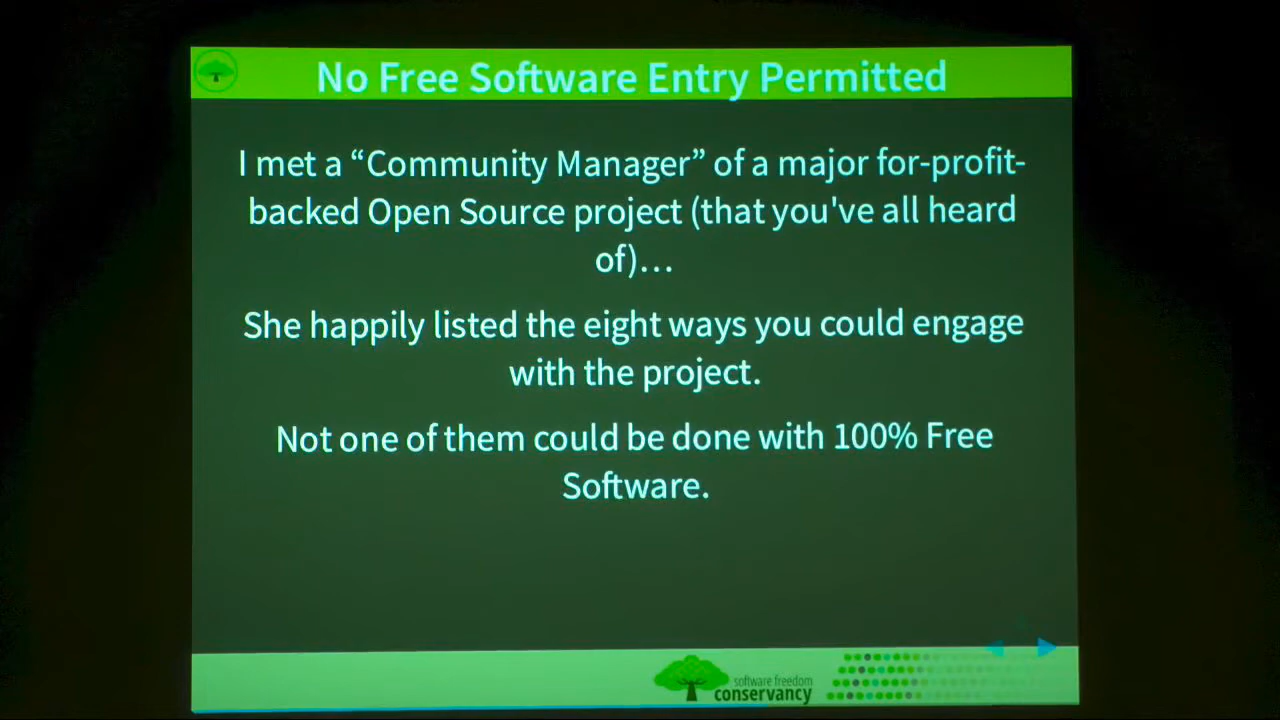 No Free Software Entry Permitted
I met a “Community Manager” of a major for-profit-
backed Open Source project (that you've all heard
of)…
She happily listed the eight ways you could engage
with the project.
Not one of them could be done with 100% Free
Software.
software freedom
conservancy